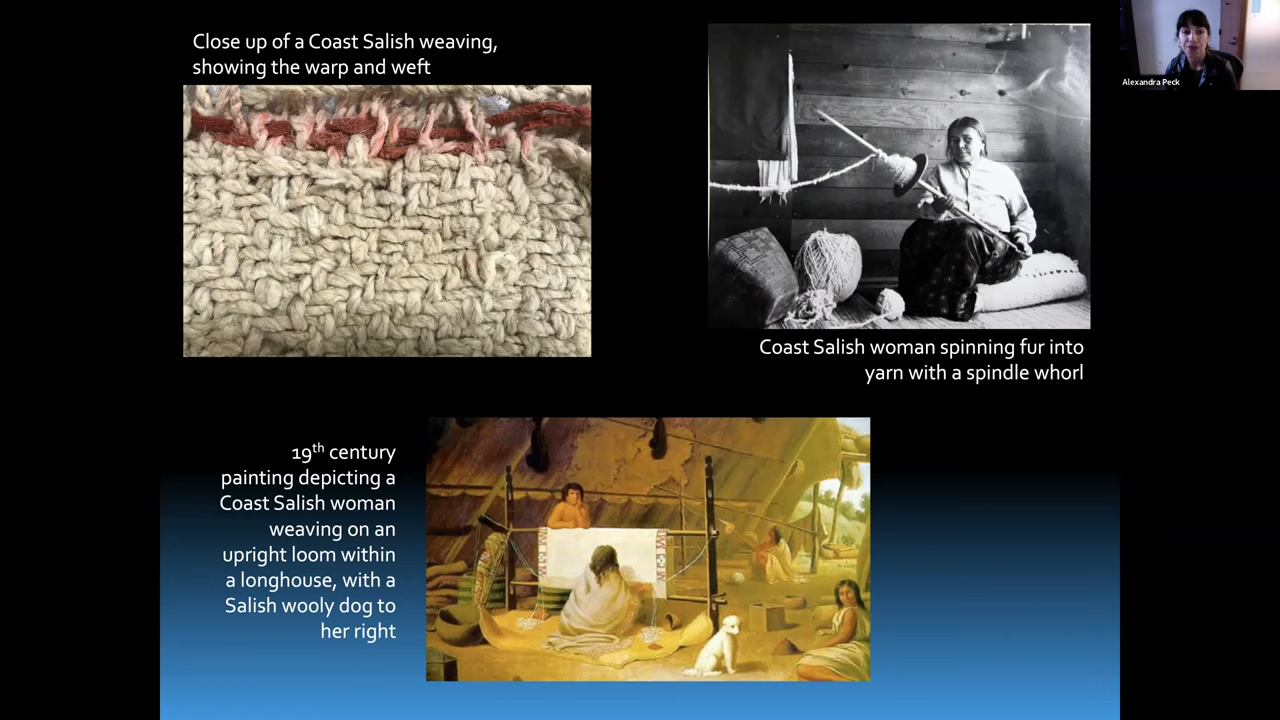 Close up of a Coast Salish weaving,
showing the warp and weft
Alexandra Peck
Coast Salish woman spinning fur into
yarn with a spindle whorl
19th century
painting depicting a
Coast Salish woman
weaving on an
upright loom within
a longhouse, with a
Salish wooly dog to
her right